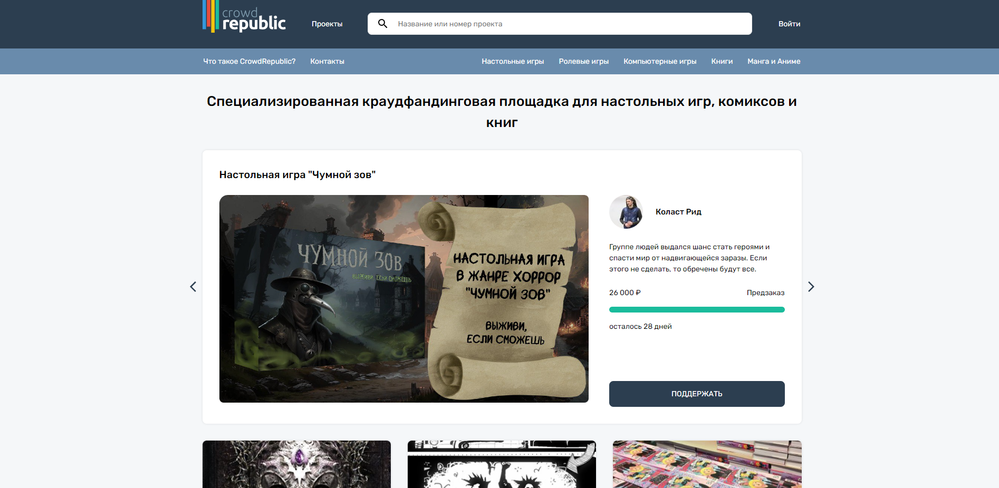 crowd
republic
Проекты
Название или номер проекта
Войти
Что такое CrowdRepublic?
Контакты
Настольные игры
Ролевые игры
Компьютерные игры
Книги
Манга и Аниме
Специализированная краудфандинговая площадка для настольных игр, комиксов и
книг
Настольная игра "Чумной зов"
ЧУМНОЙ ЗОВ
ВЫЖИВИ, ЕСЛИ СМОЖЕШЬ
НАСТОЛЬНАЯ ИГРА
В ЖАНРЕ ХОРРОР
"ЧУМНОЙ ЗОВ"
ВЫЖИВИ,
ЕСЛИ СМОЖЕШЬ
Коласт Рид
Группе людей выдался шанс стать героями и
спасти мир от надвигающейся заразы. Если
этого не сделать, то обречены будут все.
26 000 ₽
Предзаказ
осталось 28 дней
ПОДДЕРЖАТЬ